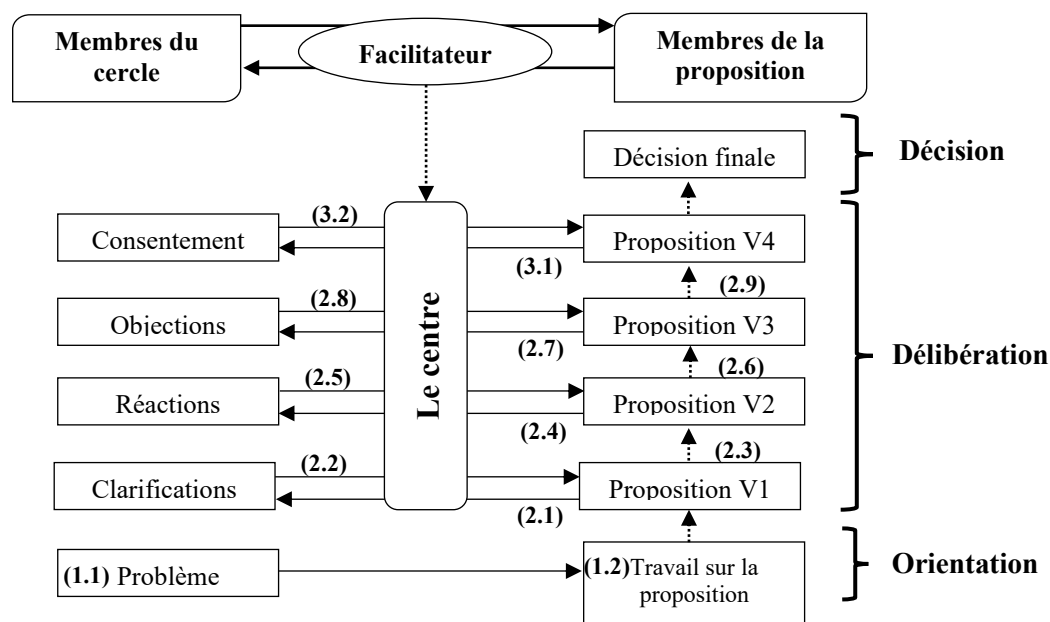 Membres du
cercle
Facilitateur
Membres de la
proposition
Décision finale
Décision
Consentement
(3.2)
(3.1)
Proposition V4
(2.9)
Objections
(2.8)
(2.7)
Proposition V3
(2.6)
Délibération
Réactions
(2.5)
(2.4)
Proposition V2
(2.3)
Clarifications
(2.2)
(2.1)
Proposition V1
Le centre
(1.1) Problème
(1.2)Travail sur la
proposition
Orientation